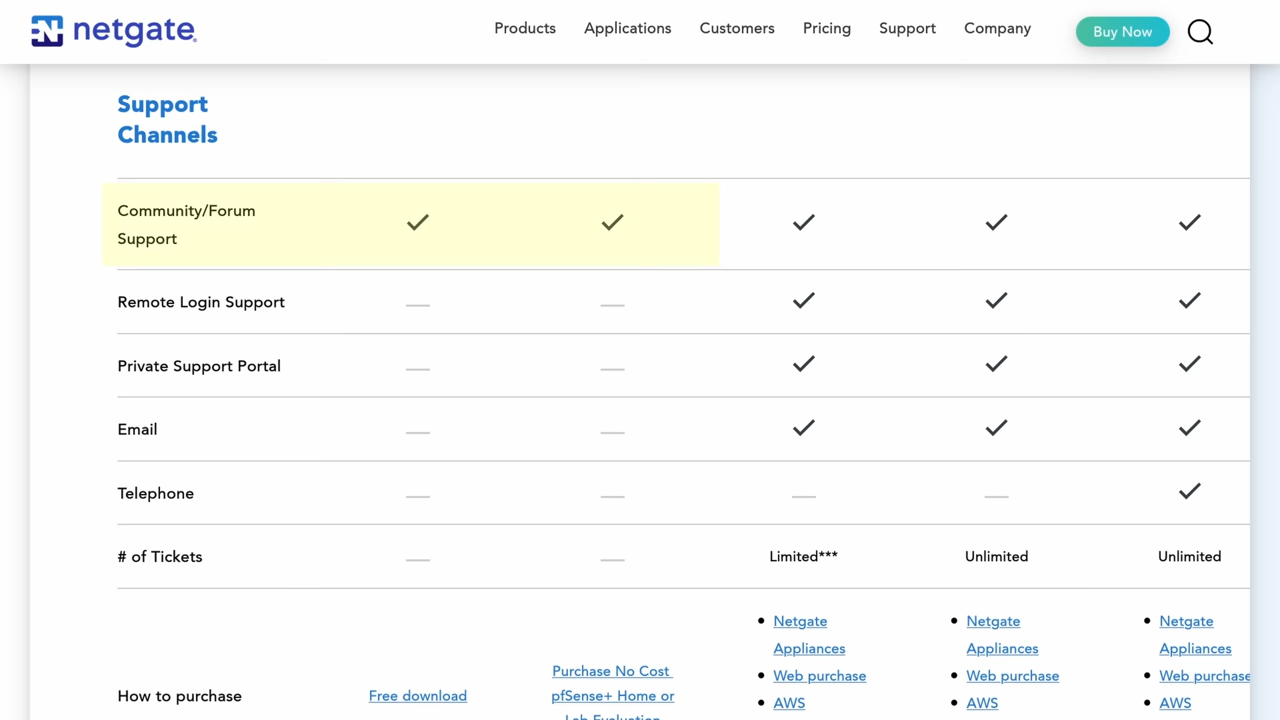 netgate
Products Applications Customers Pricing Support Company Buy Now
Support
Channels
Community/Forum
Support
Remote Login Support
Private Support Portal
Email
Telephone
# of Tickets Limited*** Unlimited Unlimited
How to purchase
Free download
Purchase No Cost
pfSense+ Home or
Lab Evaluation
Netgate
Appliances
Web purchase
AWS
Netgate
Appliances
Web purchase
AWS
Netgate
Appliances
Web purchase
AWS